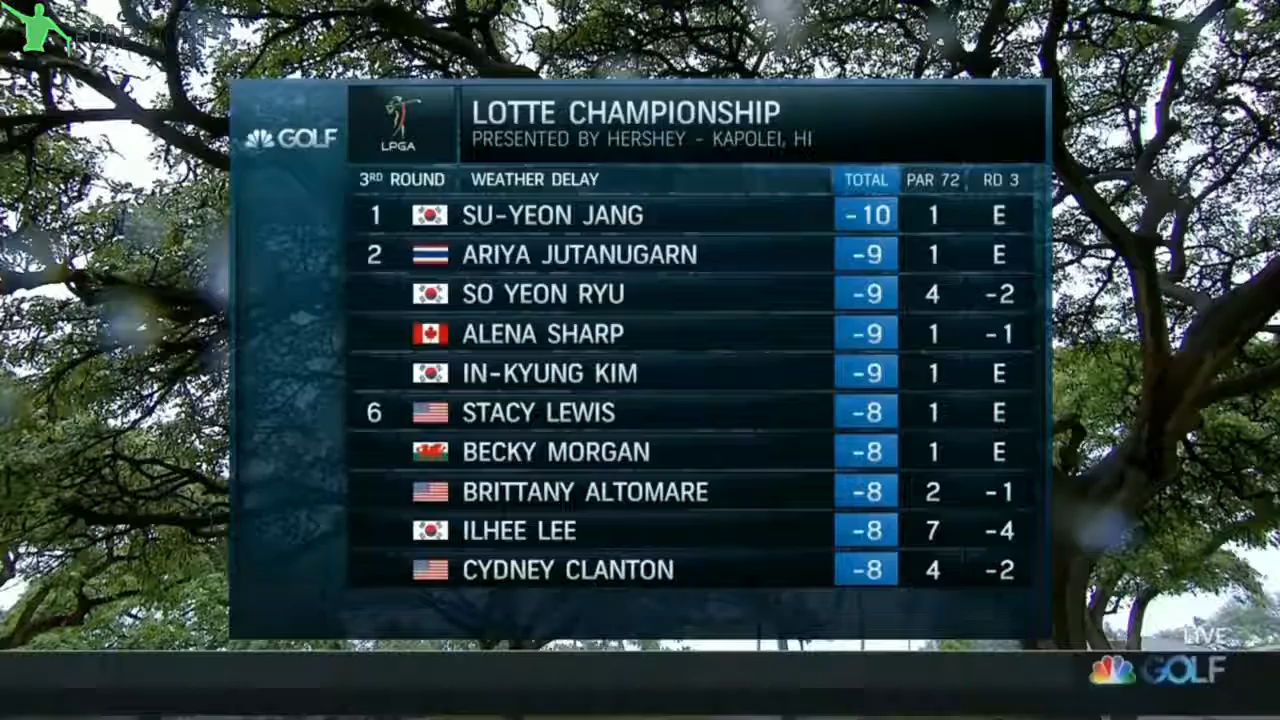 GOLF
LPGA
LOTTE CHAMPIONSHIP
PRESENTED BY HERSHEY - KAPOLEI, HI
3RD ROUND WEATHER DELAY TOTAL PAR 72 RD 3
1 SU-YEON JANG -10 1 E
2 ARIYA JUTANUGARN -9 1 E
SO YEON RYU -9 4 -2
ALENA SHARP -9 1 -1
IN-KYUNG KIM -9 1 E
6 STACY LEWIS -8 1 E
BECKY MORGAN -8 1 E
BRITTANY ALTOMARE -8 2 -1
ILHEE LEE -8 7 -4
CYDNEY CLANTON -8 4 -2
LIVE
GOLF